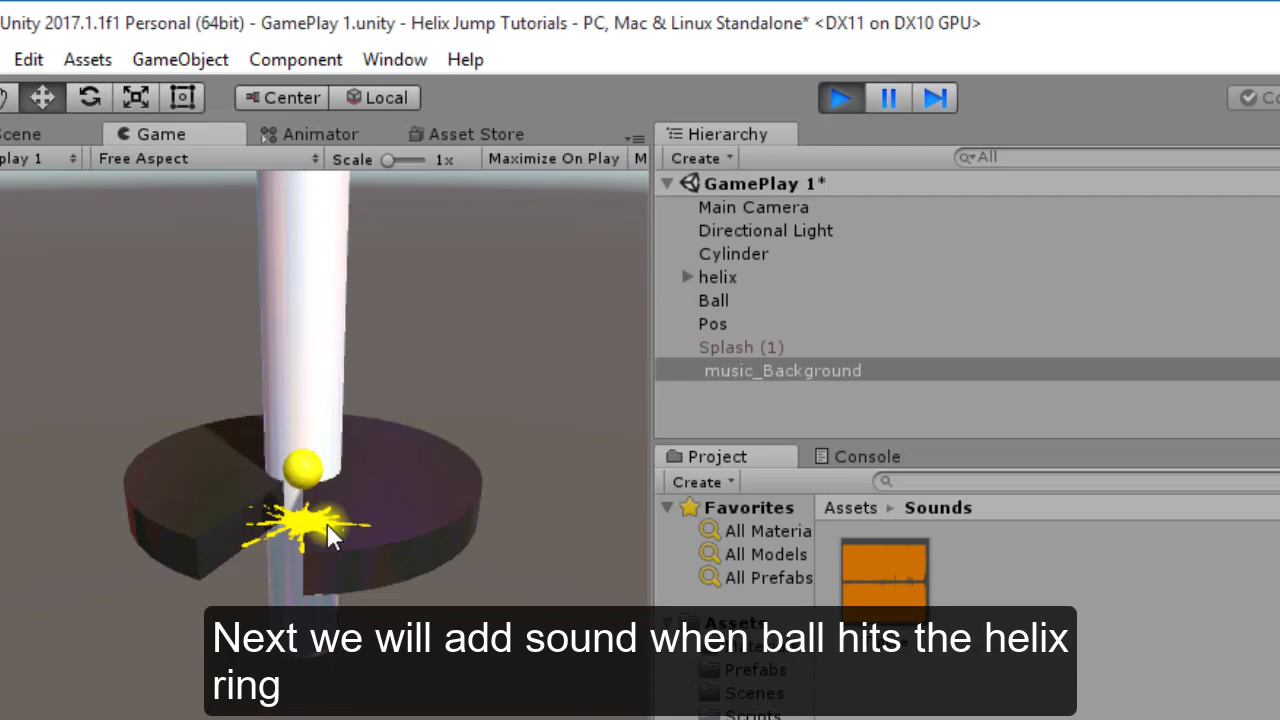 Unity 2017.1.1f1 Personal (64bit) - GamePlay 1.unity - Helix Jump Tutorials - PC, Mac & Linux Standalone* <DX11 on DX10 GPU>
Edit Assets GameObject Component Window Help
Center Local
Scene Game Animator Asset Store Hierarchy
play 1 Free Aspect Scale 1x Maximize On Play M Create All
GamePlay 1*
Main Camera
Directional Light
Cylinder
helix
Ball
Pos
Splash (1)
music_Background
Project Console
Create
Favorites Assets Sounds
All Materia
All Models
All Prefabs
Assets
Prefabs
Scenes
Scripts
Next we will add sound when ball hits the helix
ring